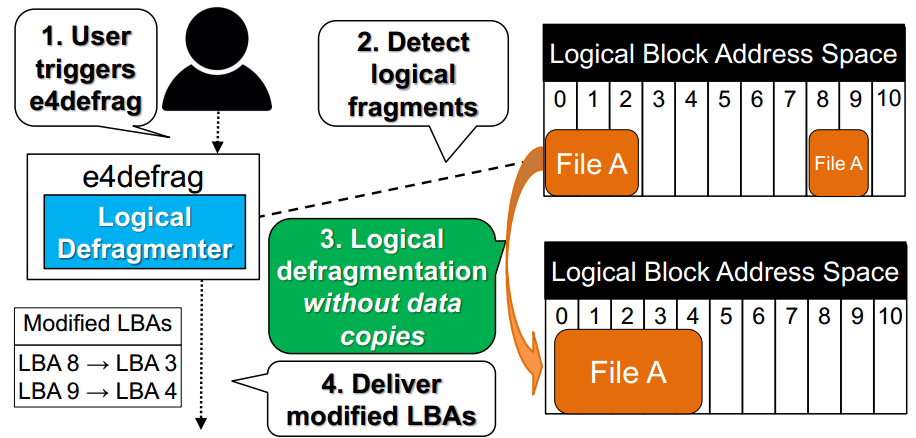 1. User
triggers
e4defrag
2. Detect
logical
fragments
Logical Block Address Space
0 1 2 3 4 5 6 7 8 9 10
File A
File A
e4defrag
Logical
Defragmenter
3. Logical
defragmentation
without data
copies
Logical Block Address Space
0 1 2 3 4 5 6 7 8 9 10
File A
Modified LBAs
LBA 8 → LBA 3
LBA 9 → LBA 4
4. Deliver
modified LBAs